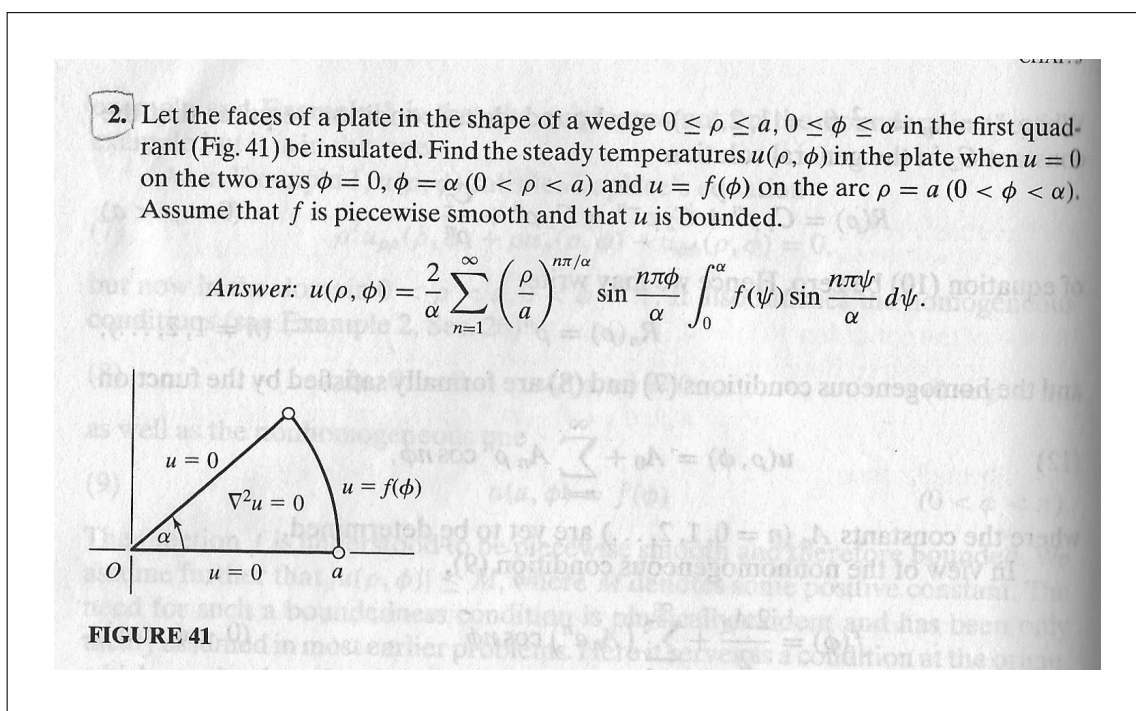 2. Let the faces of a plate in the shape of a wedge 0 ≤ ρ ≤ a, 0 ≤ ϕ ≤ α in the first quad-
rant (Fig. 41) be insulated. Find the steady temperatures u(ρ, ϕ) in the plate when u = 0
on the two rays ϕ = 0, ϕ = α (0 < ρ < a) and u = f(ϕ) on the arc ρ = a (0 < ϕ < α).
Assume that f is piecewise smooth and that u is bounded.
Answer: u(ρ, ϕ) = 2/α ∑_{n=1}^{∞} (ρ/a)^{nπ/α} sin nπϕ/α ∫_0^α f(ψ) sin nπψ/α dψ.
u = 0
∇²u = 0
u = f(ϕ)
α
O
u = 0
a
FIGURE 41